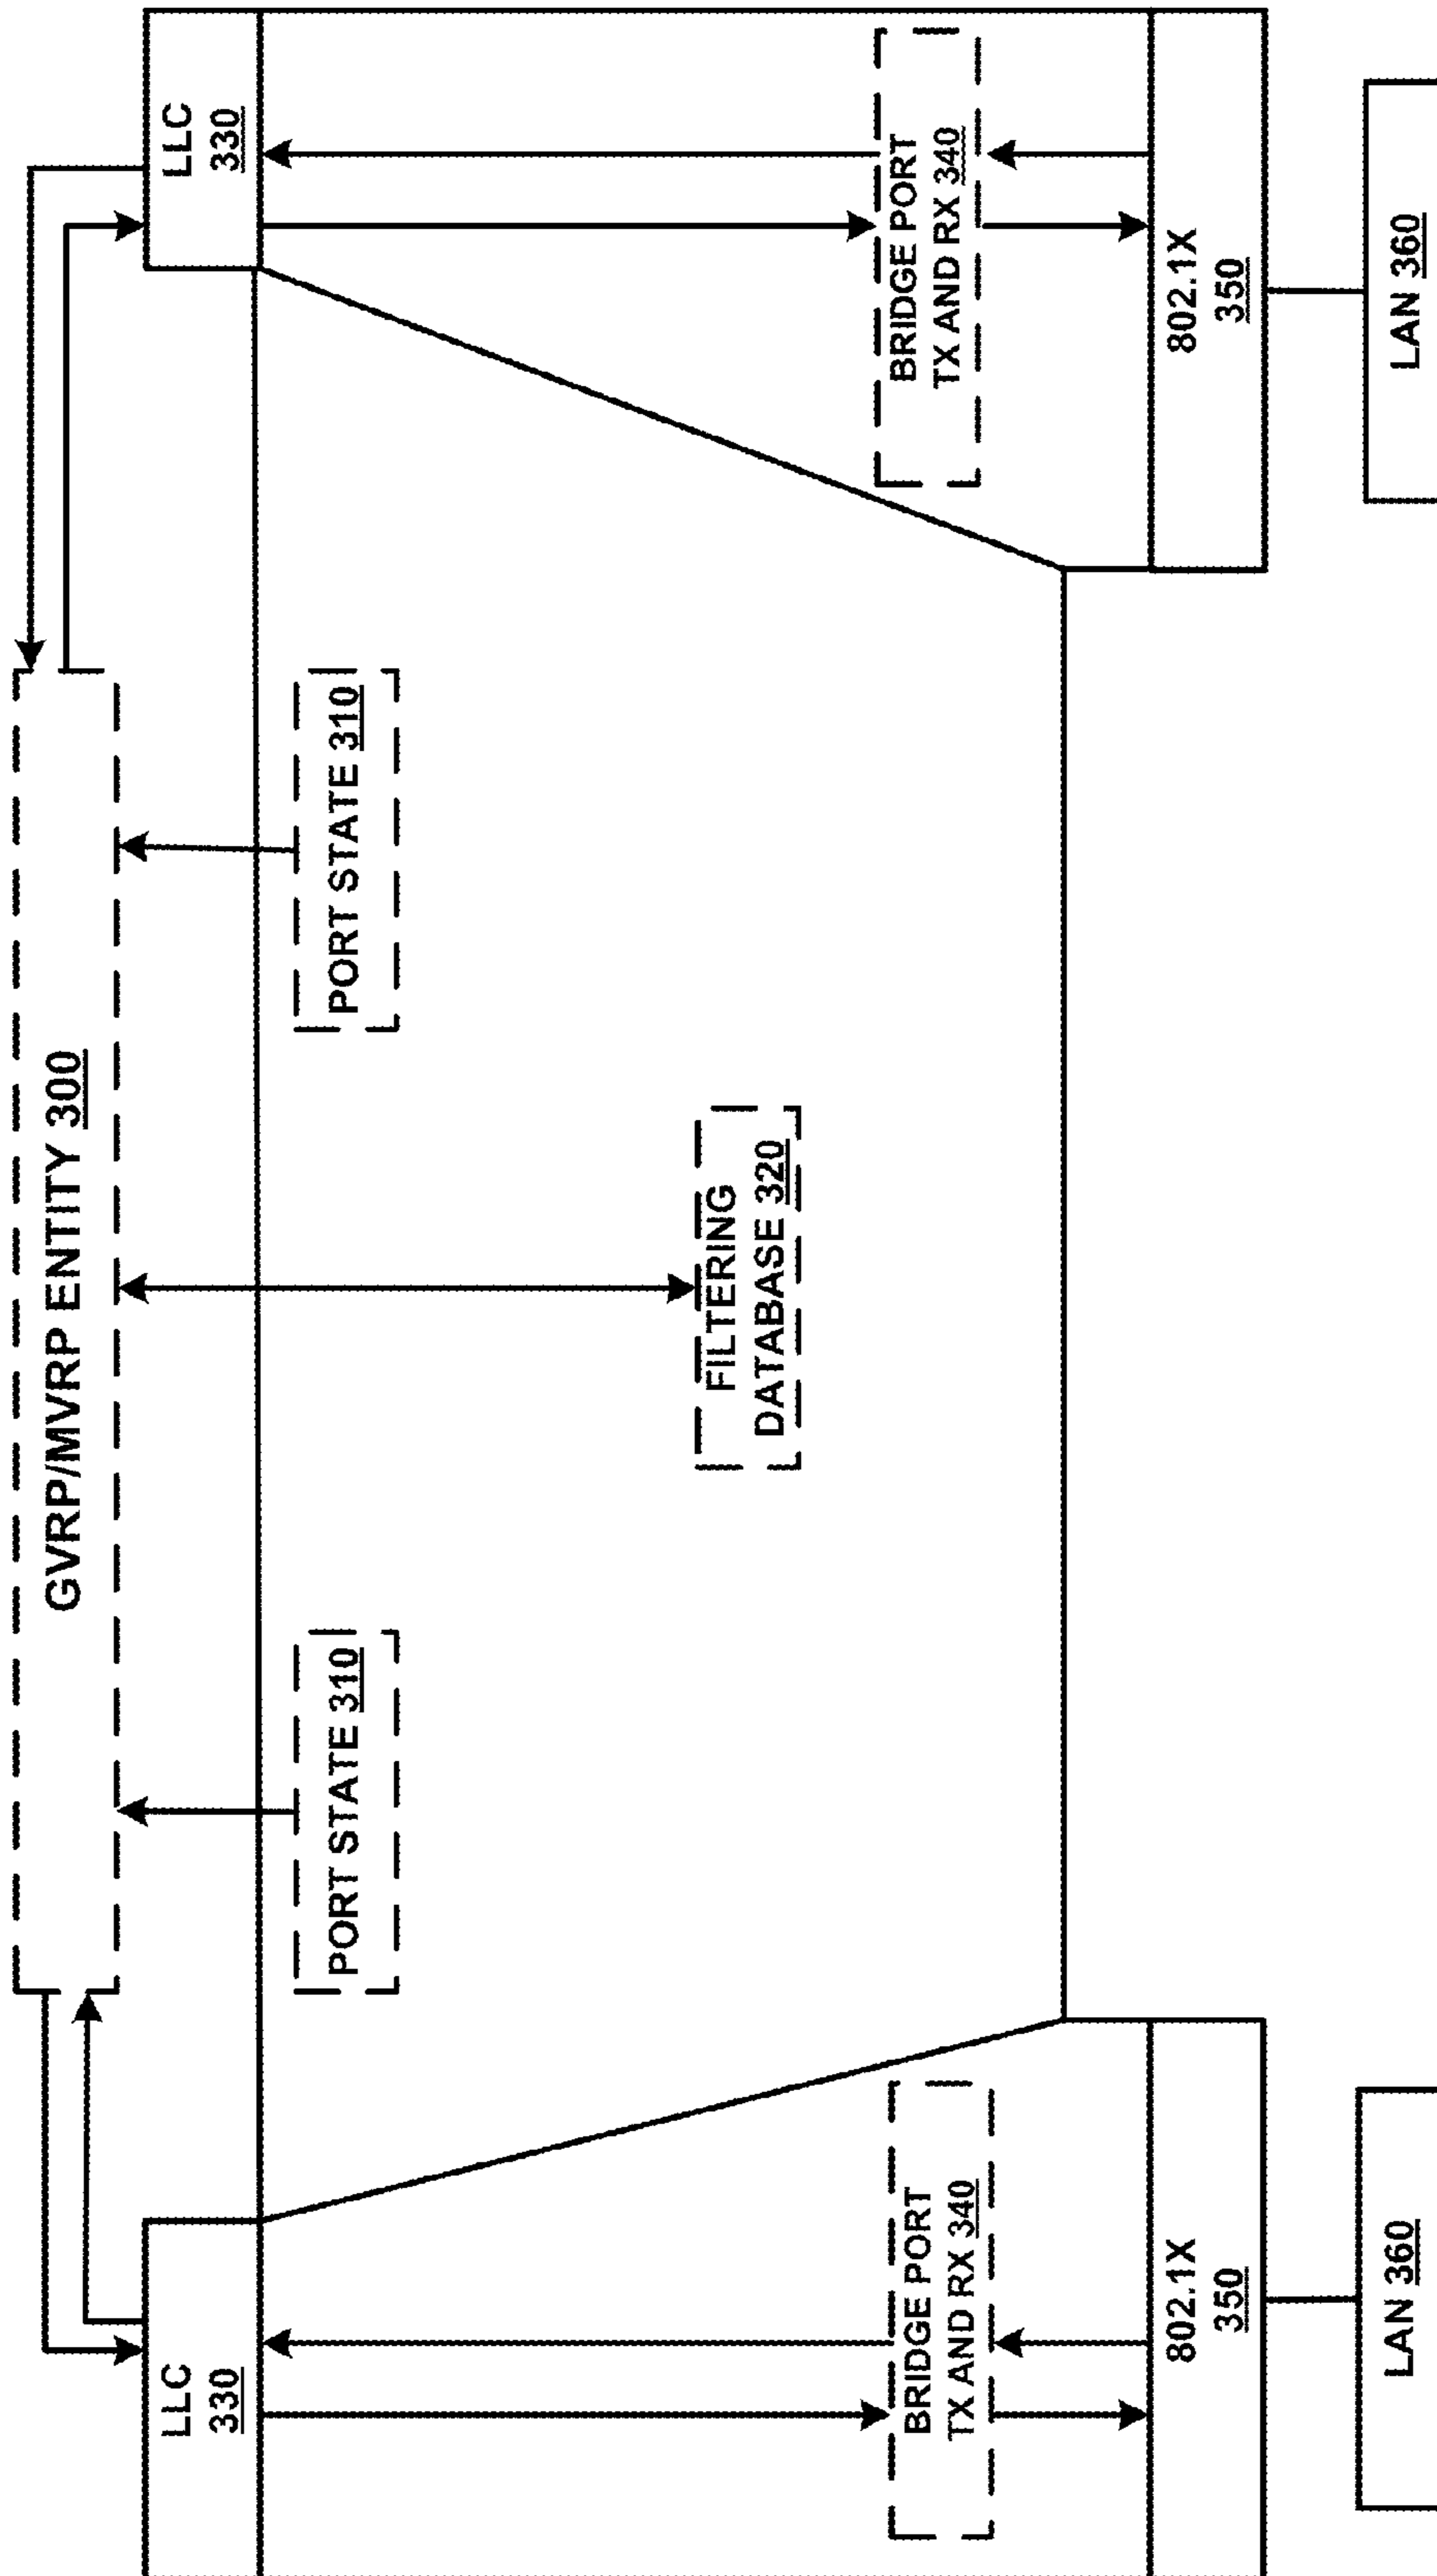 GVRP/MVRP ENTITY 300
LLC
330
LLC
330
PORT STATE 310
PORT STATE 310
FILTERING
DATABASE 320
BRIDGE PORT
TX AND RX 340
BRIDGE PORT
TX AND RX 340
802.1X
350
802.1X
350
LAN 360
LAN 360